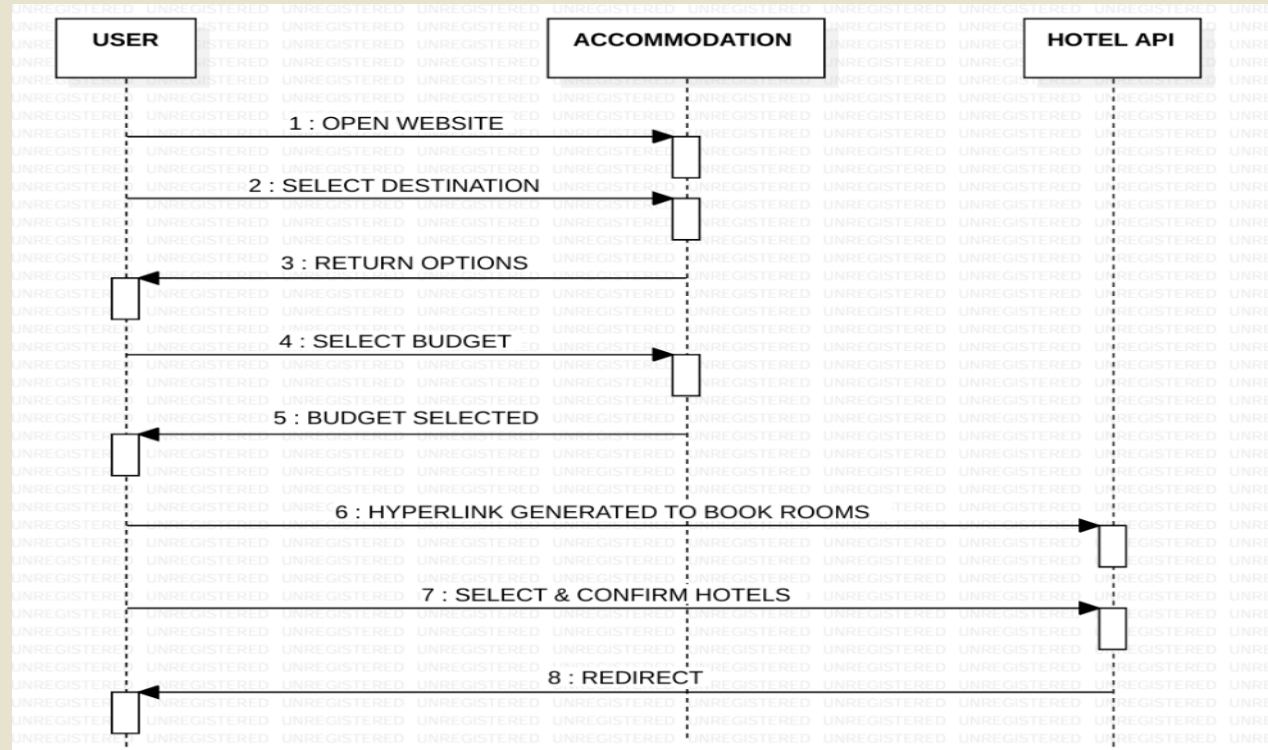 USER
ACCOMMODATION
HOTEL API
1 : OPEN WEBSITE
2 : SELECT DESTINATION
3 : RETURN OPTIONS
4 : SELECT BUDGET
5 : BUDGET SELECTED
6 : HYPERLINK GENERATED TO BOOK ROOMS
7 : SELECT & CONFIRM HOTELS
8 : REDIRECT
UNREGISTERED